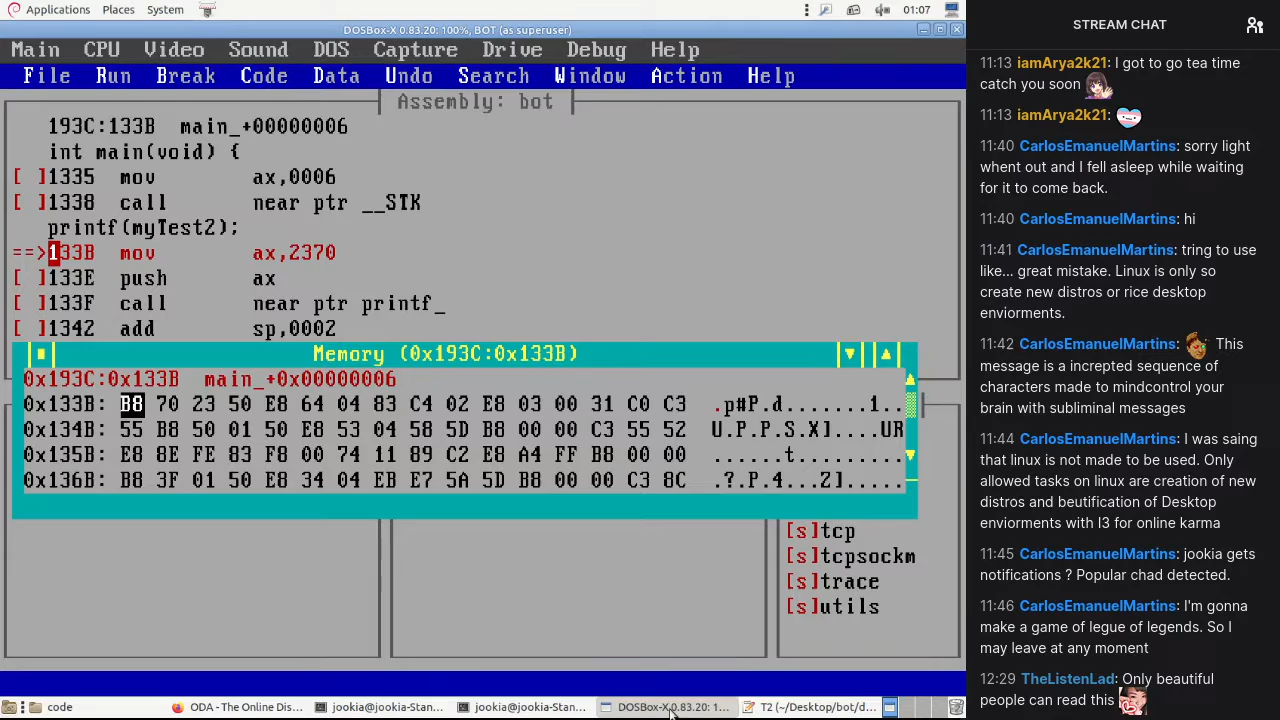 Applications Places System 01:07
DOSBox-X 0.83.20: 100%, BOT (as superuser)
Main CPU Video Sound DOS Capture Drive Debug Help
File Run Break Code Data Undo Search Window Action Help
Assembly: bot
193C:133B main_+00000006
int main(void) {
[ ]1335 mov ax,0006
[ ]1338 call near ptr __STK
printf(myTest2);
==>133B mov ax,2370
[ ]133E push ax
[ ]133F call near ptr printf_
[ ]1342 add sp,0002
Memory (0x193C:0x133B)
0x193C:0x133B main_+0x00000006
0x133B: B8 70 23 50 E8 64 04 83 C4 02 E8 03 00 31 C0 C3 .p#P.d.......1..
0x134B: 55 B8 50 01 50 E8 53 04 58 5D B8 00 00 C3 55 52 U.P.P.S.X]....UR
0x135B: E8 8E FE 83 F8 00 74 11 89 C2 E8 A4 FF B8 00 00 ......t.........
0x136B: B8 3F 01 50 E8 34 04 EB E7 5A 5D B8 00 00 C3 8C .?.P.4...Z].....
[s]tcp
[s]tcpsockm
[s]trace
[s]utils
code ODA - The Online Dis... jookia@jookia-Stan... jookia@jookia-Stan... DOSBox-X 0.83.20: 1... T2 (~/Desktop/bot/d...
STREAM CHAT
11:13 iamArya2k21: I got to go tea time
catch you soon
11:13 iamArya2k21:
11:40 CarlosEmanuelMartins: sorry light
whent out and I fell asleep while waiting
for it to come back.
11:40 CarlosEmanuelMartins: hi
11:41 CarlosEmanuelMartins: tring to use
like... great mistake. Linux is only so
create new distros or rice desktop
enviorments.
11:42 CarlosEmanuelMartins: This
message is a increpted sequence of
characters made to mindcontrol your
brain with subliminal messages
11:44 CarlosEmanuelMartins: I was saing
that linux is not made to be used. Only
allowed tasks on linux are creation of new
distros and beutification of Desktop
enviorments with I3 for online karma
11:45 CarlosEmanuelMartins: jookia gets
notifications ? Popular chad detected.
11:46 CarlosEmanuelMartins: I'm gonna
make a game of legue of legends. So I
may leave at any moment
12:29 TheListenLad: Only beautiful
people can read this